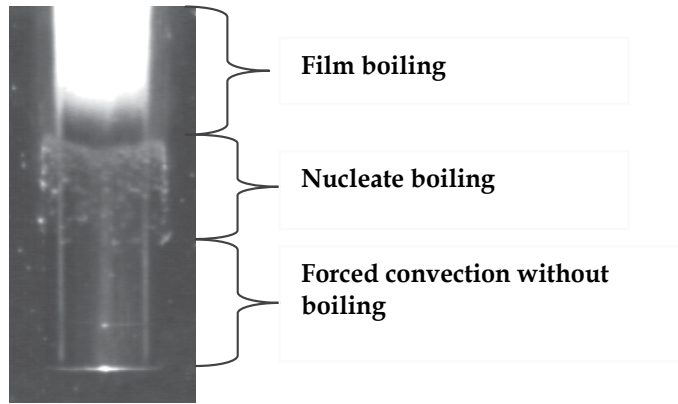 Film boiling
Nucleate boiling
Forced convection without
boiling